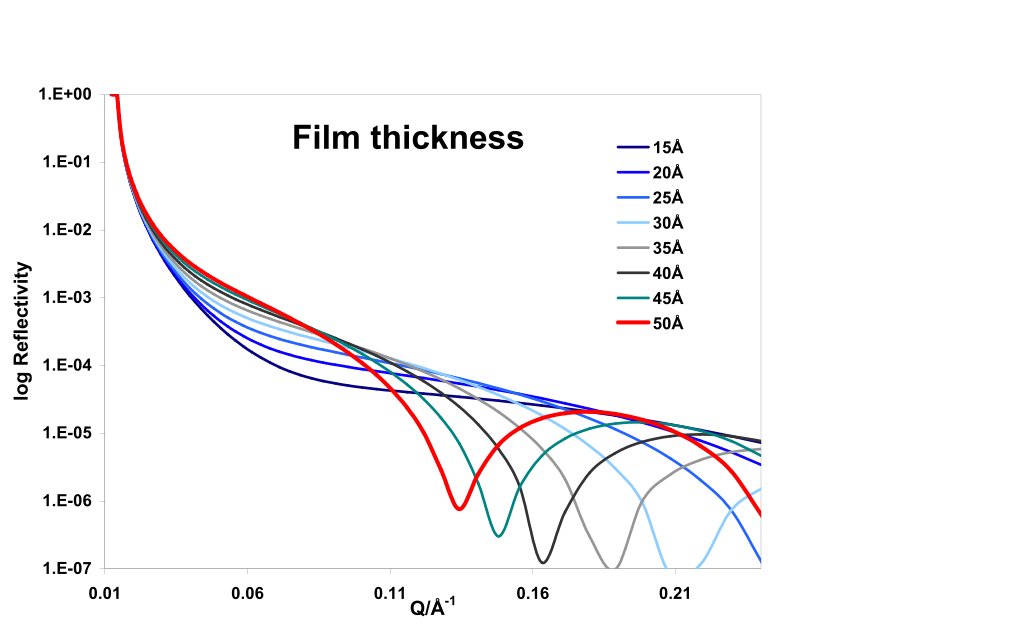 Film thickness
1.E+00
1.E-01
1.E-02
1.E-03
1.E-04
1.E-05
1.E-06
1.E-07
log Reflectivity
15Å
20Å
25Å
30Å
35Å
40Å
45Å
50Å
0.01 0.06 0.11 0.16 0.21
Q/Å⁻¹